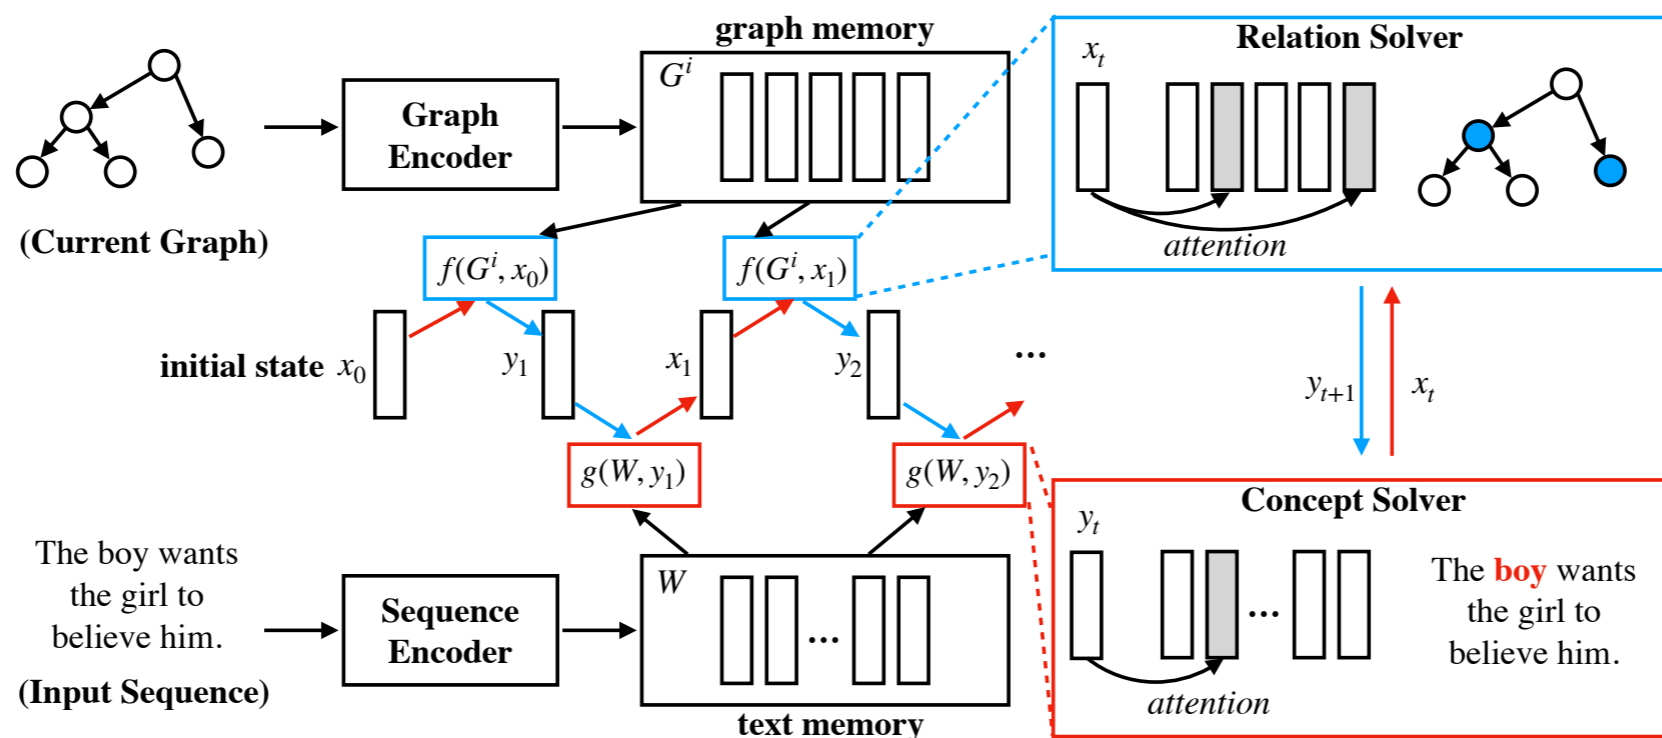 graph memory
G^i
Graph
Encoder
(Current Graph)
f(G^i, x_0)
f(G^i, x_1)
initial state x_0
y_1
x_1
y_2
...
g(W, y_1)
g(W, y_2)
The boy wants
the girl to
believe him.
(Input Sequence)
Sequence
Encoder
W
...
text memory
Relation Solver
x_t
attention
y_{t+1}
x_t
Concept Solver
y_t
...
attention
The boy wants
the girl to
believe him.